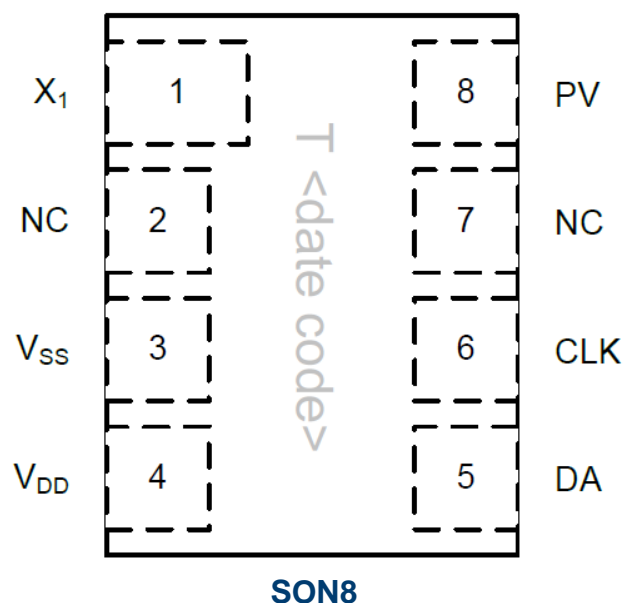 X₁ 1 8 PV
NC 2 7 NC
VSS 3 6 CLK
VDD 4 5 DA
T <date code>
SON8